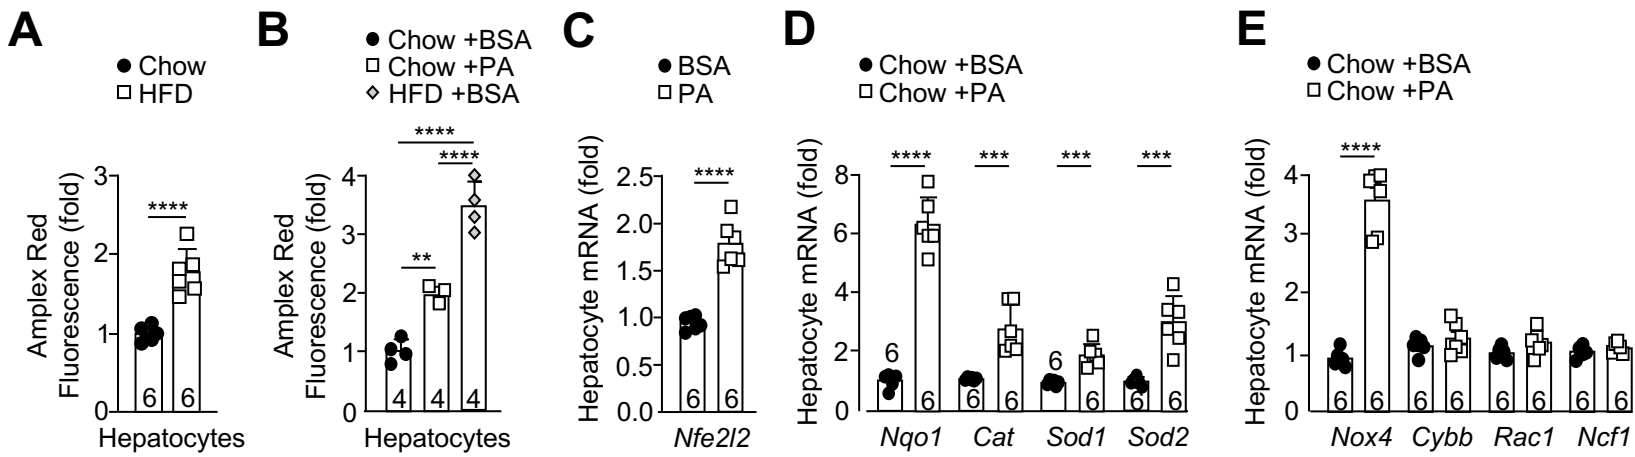 A
Chow
HFD
Amplex Red
Fluorescence (fold)
3
2
1
0
****
6 6
Hepatocytes
B
Chow +BSA
Chow +PA
HFD +BSA
Amplex Red
Fluorescence (fold)
4
3
2
1
0
****
****
**
4 4 4
Hepatocytes
C
BSA
PA
Hepatocyte mRNA (fold)
2.5
2.0
1.5
1.0
0.5
0.0
****
6 6
Nfe2l2
D
Chow +BSA
Chow +PA
Hepatocyte mRNA (fold)
8
6
4
2
0
**** *** *** ***
6 6 6 6 6 6 6 6
Nqo1 Cat Sod1 Sod2
E
Chow +BSA
Chow +PA
Hepatocyte mRNA (fold)
4
3
2
1
0
****
6 6 6 6 6 6 6 6
Nox4 Cybb Rac1 Ncf1